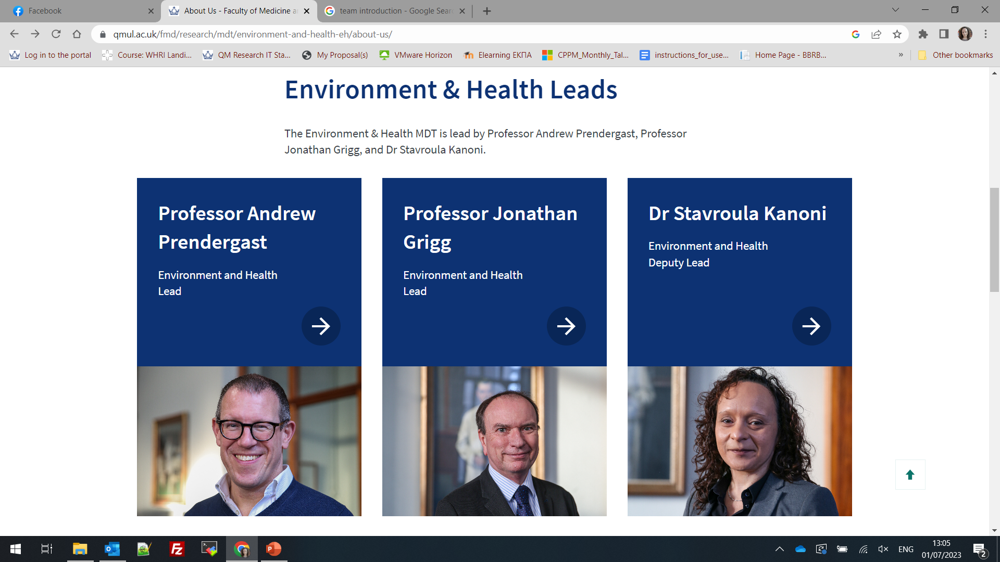 Facebook
About Us - Faculty of Medicine a
team introduction - Google Sear
qmul.ac.uk/fmd/research/mdt/environment-and-health-eh/about-us/
Log in to the portal
Course: WHRI Landi...
QM Research IT Sta...
My Proposal(s)
VMware Horizon
Elearning ΕΚΠΑ
CPPM_Monthly_Tal...
instructions_for_use...
Home Page - BBRB...
»
Other bookmarks
Environment & Health Leads
The Environment & Health MDT is lead by Professor Andrew Prendergast, Professor
Jonathan Grigg, and Dr Stavroula Kanoni.
Professor Andrew
Prendergast
Environment and Health
Lead
Professor Jonathan
Grigg
Environment and Health
Lead
Dr Stavroula Kanoni
Environment and Health
Deputy Lead
ENG
13:05
01/07/2023
2